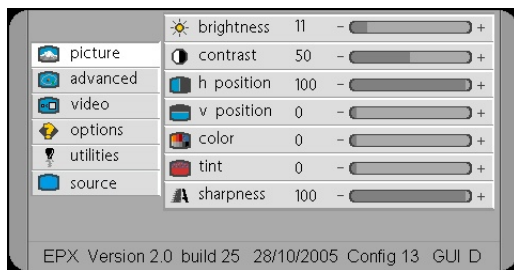 picture
advanced
video
options
utilities
source
brightness 11 - +
contrast 50 - +
h position 100 - +
v position 0 - +
color 0 - +
tint 0 - +
sharpness 100 - +
EPX Version 2.0 build 25 28/10/2005 Config 13 GUI D